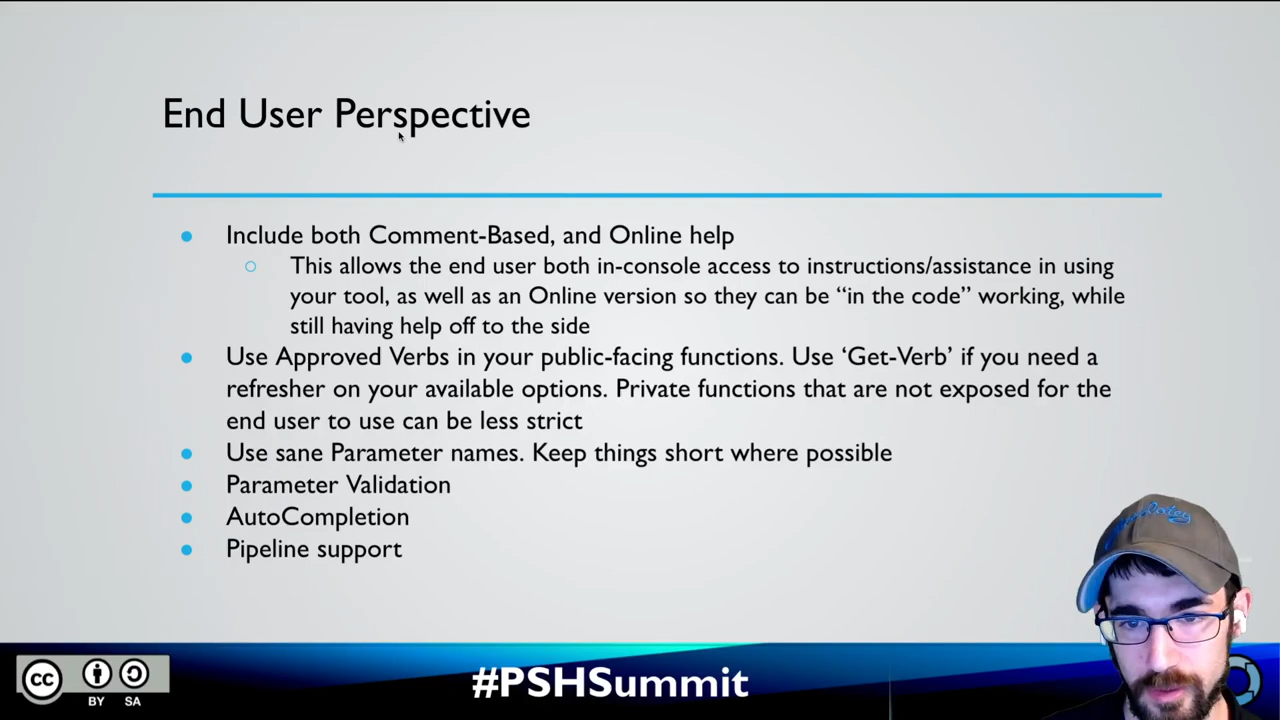 End User Perspective
Include both Comment-Based, and Online help
This allows the end user both in-console access to instructions/assistance in using
your tool, as well as an Online version so they can be “in the code” working, while
still having help off to the side
Use Approved Verbs in your public-facing functions. Use ‘Get-Verb’ if you need a
refresher on your available options. Private functions that are not exposed for the
end user to use can be less strict
Use sane Parameter names. Keep things short where possible
Parameter Validation
AutoCompletion
Pipeline support
cc
BY SA
#PSHSummit